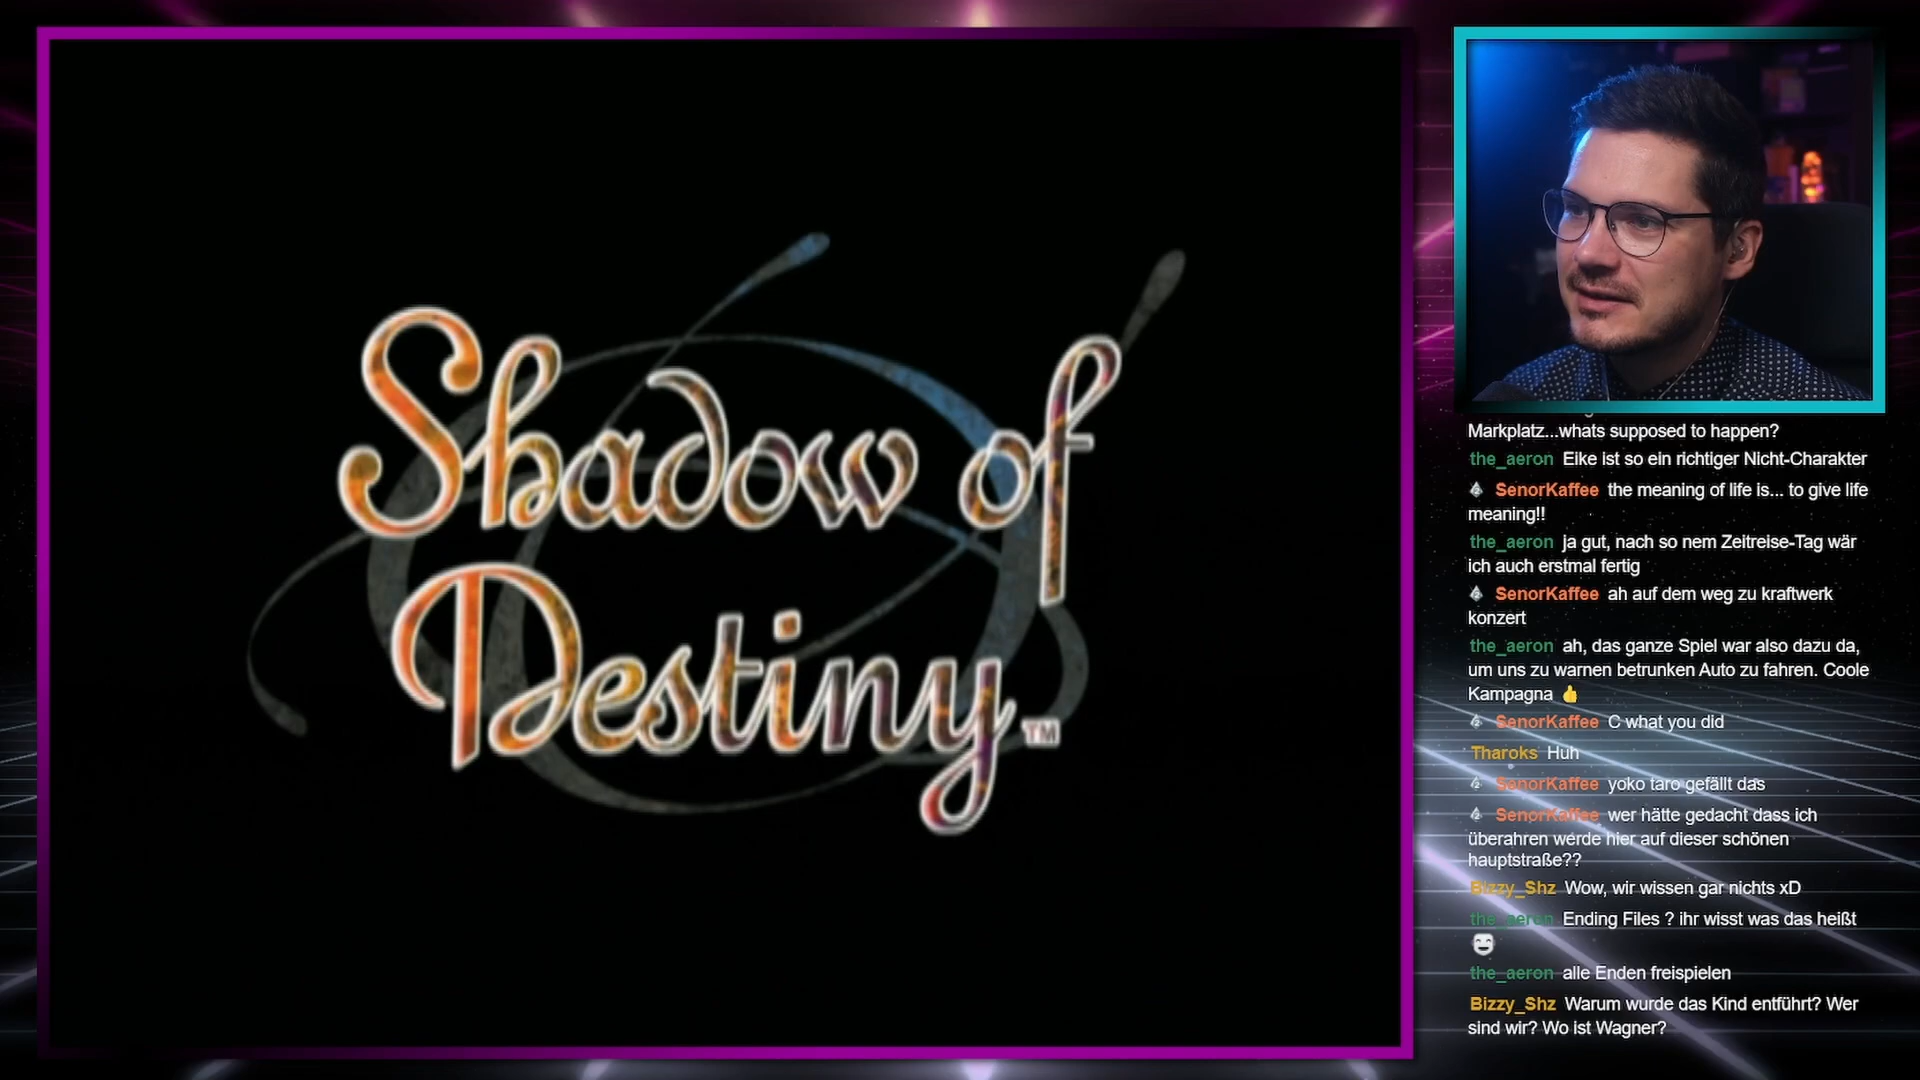 Shadow of
Destiny™
Markplatz...whats supposed to happen?
the_aeron Eike ist so ein richtiger Nicht-Charakter
SenorKaffee the meaning of life is... to give life
meaning!!
the_aeron ja gut, nach so nem Zeitreise-Tag wär
ich auch erstmal fertig
SenorKaffee ah auf dem weg zu kraftwerk
konzert
the_aeron ah, das ganze Spiel war also dazu da,
um uns zu warnen betrunken Auto zu fahren. Coole
Kampagna 👍
SenorKaffee C what you did
Tharoks Huh
SenorKaffee yoko taro gefällt das
SenorKaffee wer hätte gedacht dass ich
überahren werde hier auf dieser schönen
hauptstraße??
Bizzy_Shz Wow, wir wissen gar nichts xD
the_aeron Ending Files ? ihr wisst was das heißt
the_aeron alle Enden freispielen
Bizzy_Shz Warum wurde das Kind entführt? Wer
sind wir? Wo ist Wagner?